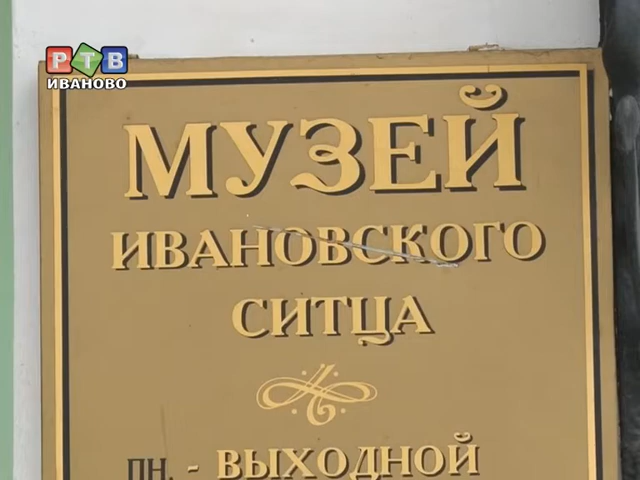 РТВ
ИВАНОВО
МУЗЕЙ
ИВАНОВСКОГО
СИТЦА
ПН. - ВЫХОДНОЙ